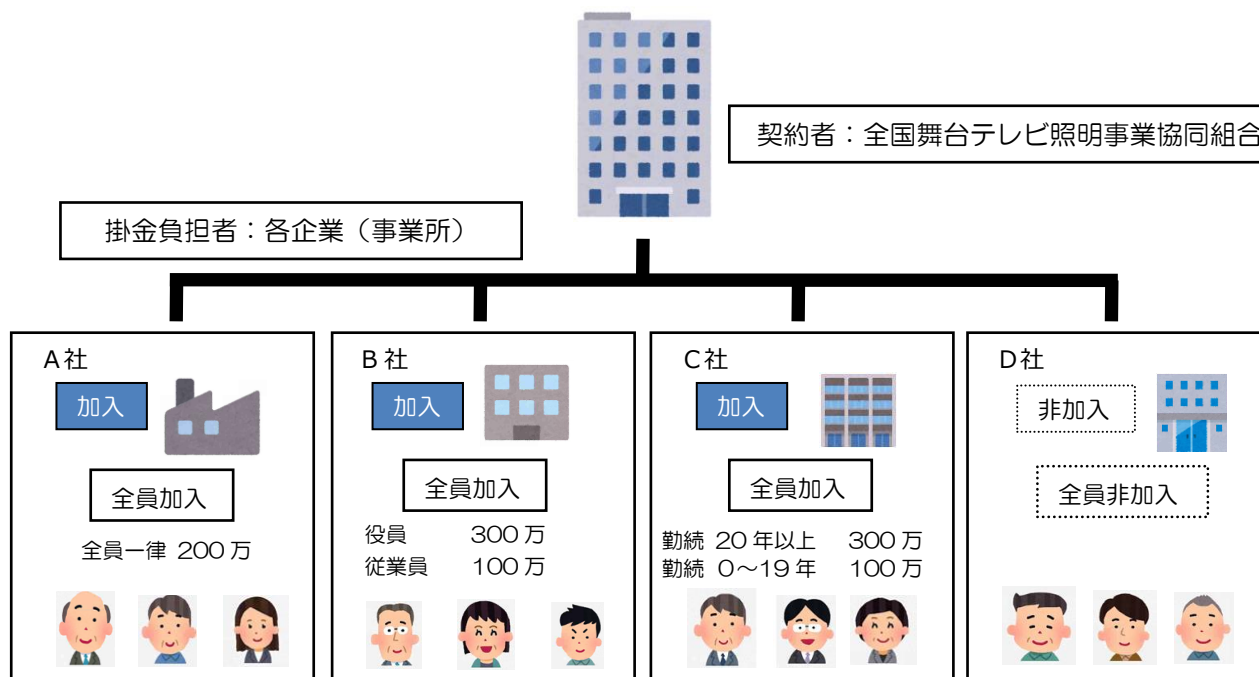 契約者：全国舞台テレビ照明事業協同組合
掛金負担者：各企業（事業所）
A社
加入
全員加入
全員一律 200万
B社
加入
全員加入
役員 300万
従業員 100万
C社
加入
全員加入
勤続 20年以上 300万
勤続 0～19年 100万
D社
非加入
全員非加入